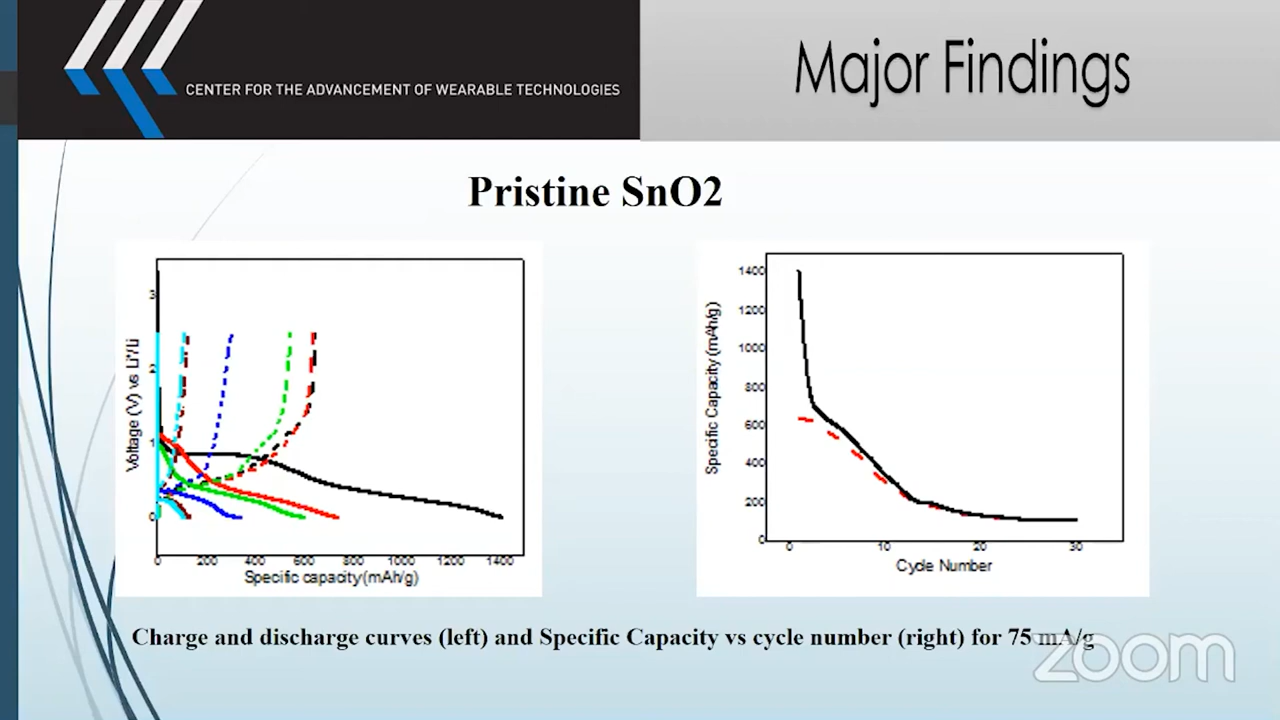 CENTER FOR THE ADVANCEMENT OF WEARABLE TECHNOLOGIES
Major Findings
Pristine SnO2
Voltage (V) vs Li⁺/Li
3
2
1
0
0 200 400 600 800 1000 1200 1400
Specific capacity(mAh/g)
Specific Capacity (mAh/g)
1400
1200
1000
800
600
400
200
0
0 10 20 30
Cycle Number
Charge and discharge curves (left) and Specific Capacity vs cycle number (right) for 75 mA/g
zoom